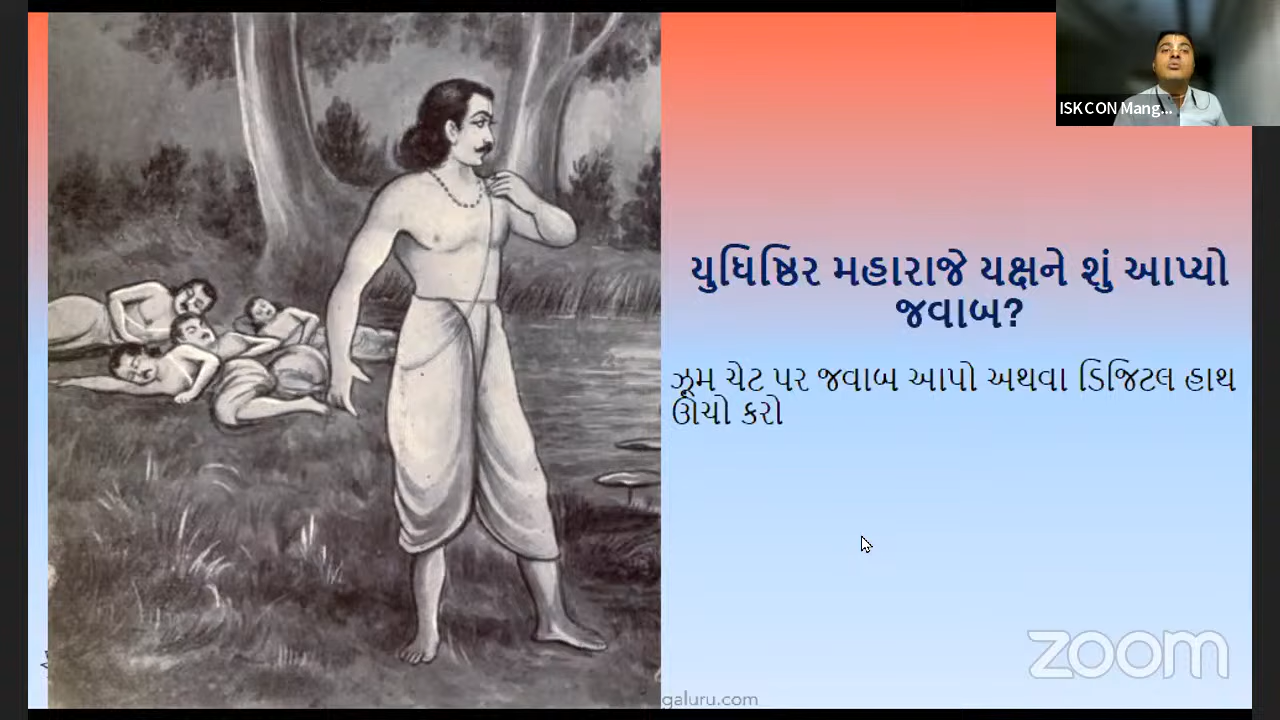 ISKCON Mang...
યુધિષ્ઠિર મહારાજે યક્ષને શું આપ્યો
જવાબ?
ઝૂમ ચેટ પર જવાબ આપો અથવા ડિજિટલ હાથ
ઊંચો કરો
zoom
galuru.com